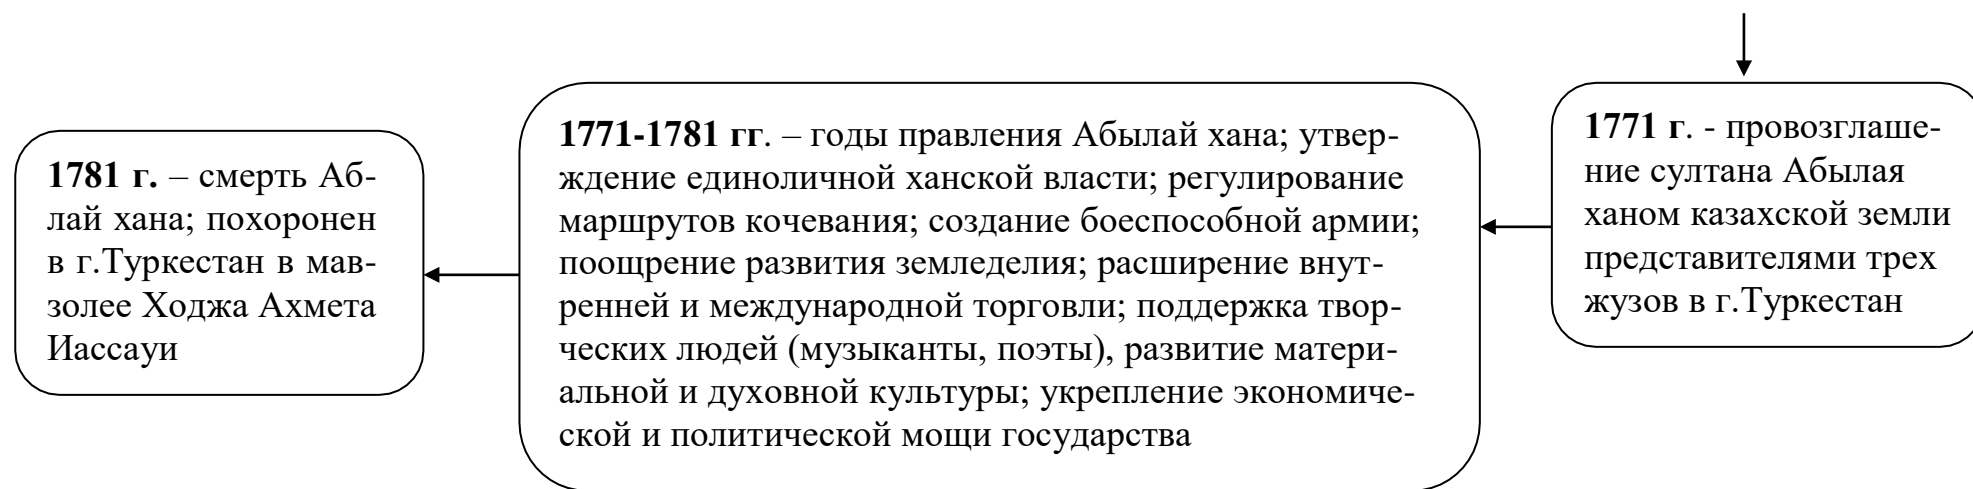 1781 г. – смерть Аб-
лай хана; похоронен
в г.Туркестан в мав-
золее Ходжа Ахмета
Иассауи
1771-1781 гг. – годы правления Абылай хана; утвер-
ждение единоличной ханской власти; регулирование
маршрутов кочевания; создание боеспособной армии;
поощрение развития земледелия; расширение внут-
ренней и международной торговли; поддержка твор-
ческих людей (музыканты, поэты), развитие матери-
альной и духовной культуры; укрепление экономиче-
ской и политической мощи государства
1771 г. - провозглаше-
ние султана Абылая
ханом казахской земли
представителями трех
жузов в г.Туркестан